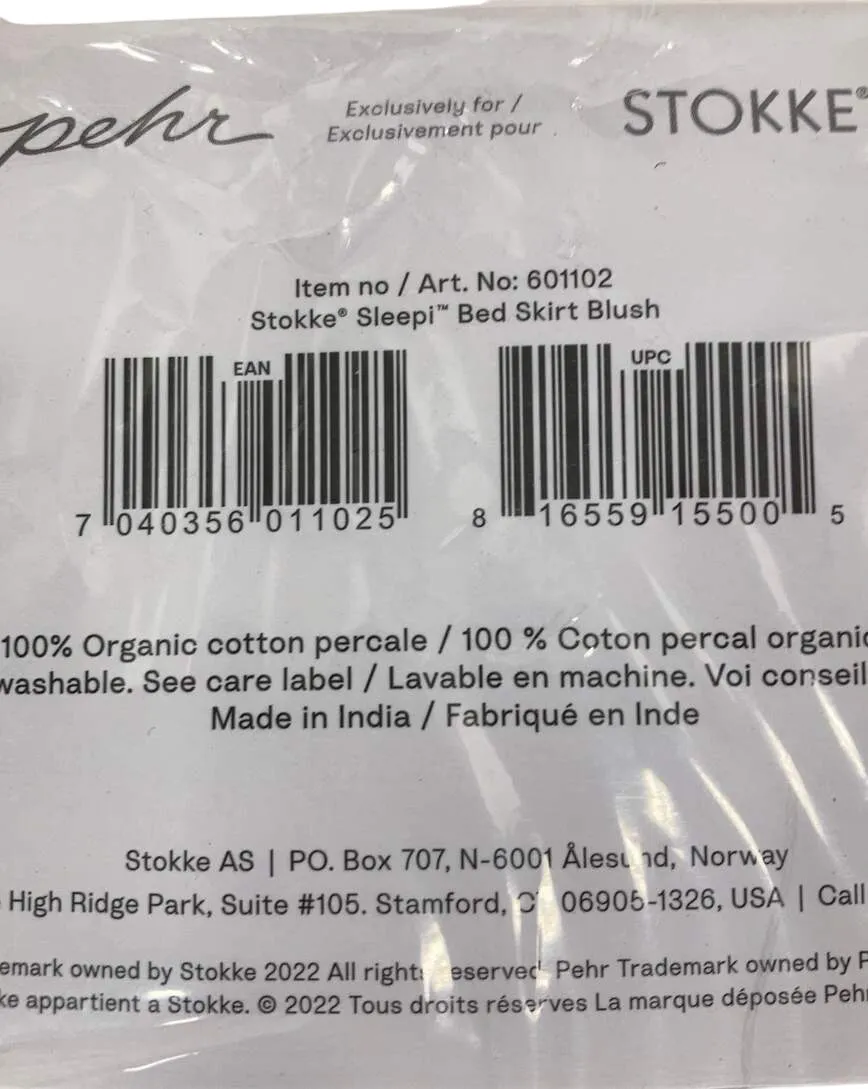 pehr
Exclusively for /
Exclusivement pour
STOKKE®
Item no / Art. No: 601102
Stokke® Sleepi™ Bed Skirt Blush
EAN
UPC
7 040356 011025
8 16559 15500 5
100% Organic cotton percale / 100 % Coton percal organic
washable. See care label / Lavable en machine. Voi conseil
Made in India / Fabriqué en Inde
Stokke AS | PO. Box 707, N-6001 Ålesund, Norway
High Ridge Park, Suite #105. Stamford, CT 06905-1326, USA | Call
emark owned by Stokke 2022 All rights reserved Pehr Trademark owned by P
ke appartient a Stokke. © 2022 Tous droits réserves La marque déposée Pehr